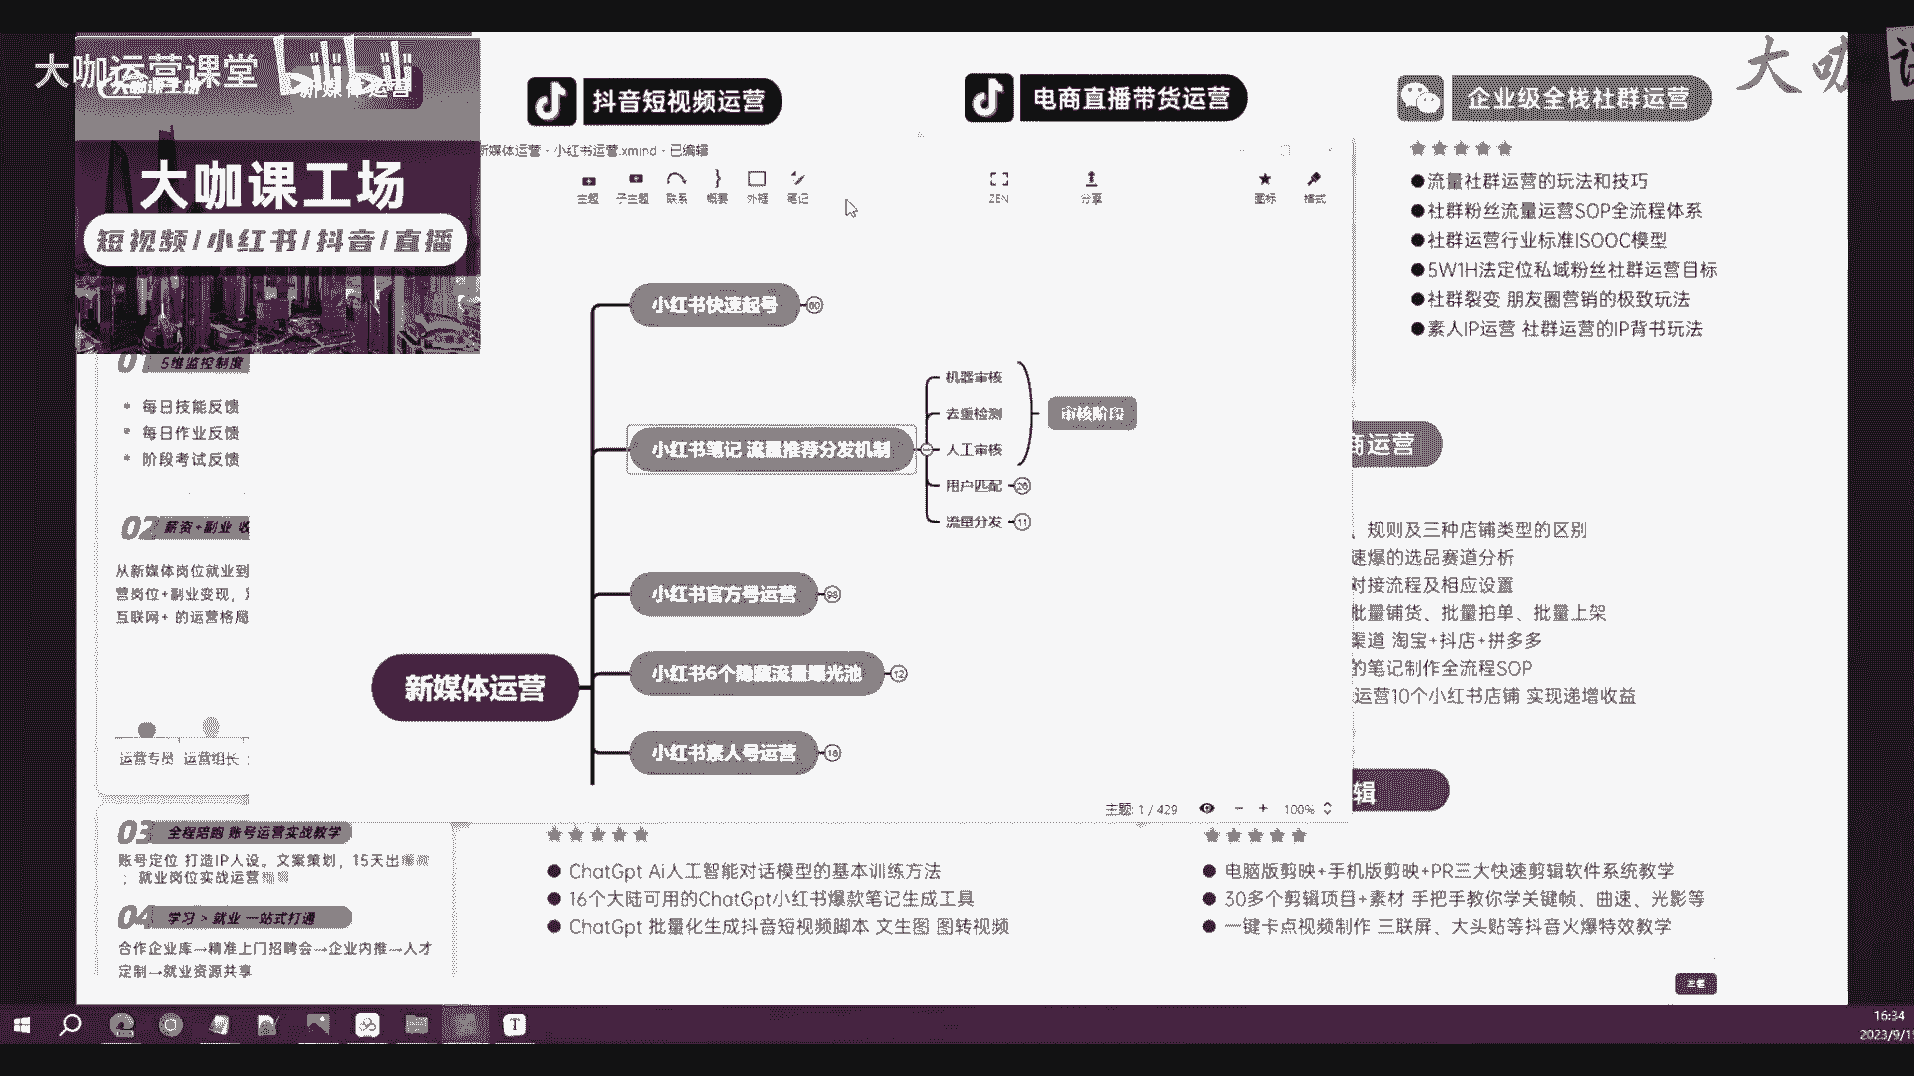 大咖运营课堂
bilibili
新媒体运营
大咖课工场
短视频/小红书/抖音/直播
抖音短视频运营
电商直播带货运营
企业级全栈社群运营
大咖
流量社群运营的玩法和技巧
社群粉丝流量运营SOP全流程体系
社群运营行业标准ISOOC模型
5W1H法定位私域粉丝社群运营目标
社群裂变 朋友圈营销的极致玩法
素人IP运营 社群运营的IP背书玩法
新媒体运营 - 小红书运营.xmind - 已编辑
主题
子主题
联系
概要
外框
笔记
ZEN
分享
图标
格式
小红书快速起号
60
小红书笔记 流量推荐分发机制
机器审核
去重检测
人工审核
审核阶段
用户匹配
26
流量分发
11
小红书官方号运营
98
小红书6个隐藏流量曝光池
12
新媒体运营
小红书素人号运营
18
主题: 1 / 429
100%
01
5维监控制度
每日技能反馈
每日作业反馈
阶段考试反馈
02
薪资+副业 收
从新媒体岗位就业到
营岗位+副业变现，
互联网+ 的运营格局
运营专员
运营组长
03
全程陪跑 账号运营实战教学
账号定位 打造IP人设。文案策划，15天出爆款
；就业岗位实战运营
04
学习 > 就业 一站式打通
合作企业库→精准上门招聘会→企业内推→人才
定制→就业资源共享
商运营
规则及三种店铺类型的区别
速爆的选品赛道分析
对接流程及相应设置
批量铺货、批量拍单、批量上架
渠道 淘宝+抖店+拼多多
的笔记制作全流程SOP
运营10个小红书店铺 实现递增收益
辑
ChatGpt Ai人工智能对话模型的基本训练方法
16个大陆可用的ChatGpt小红书爆款笔记生成工具
ChatGpt 批量化生成抖音短视频脚本 文生图 图转视频
电脑版剪映+手机版剪映+PR三大快速剪辑软件系统教学
30多个剪辑项目+素材 手把手教你学关键帧、曲速、光影等
一键卡点视频制作 三联屏、大头贴等抖音火爆特效教学
16:34
2023/9/1